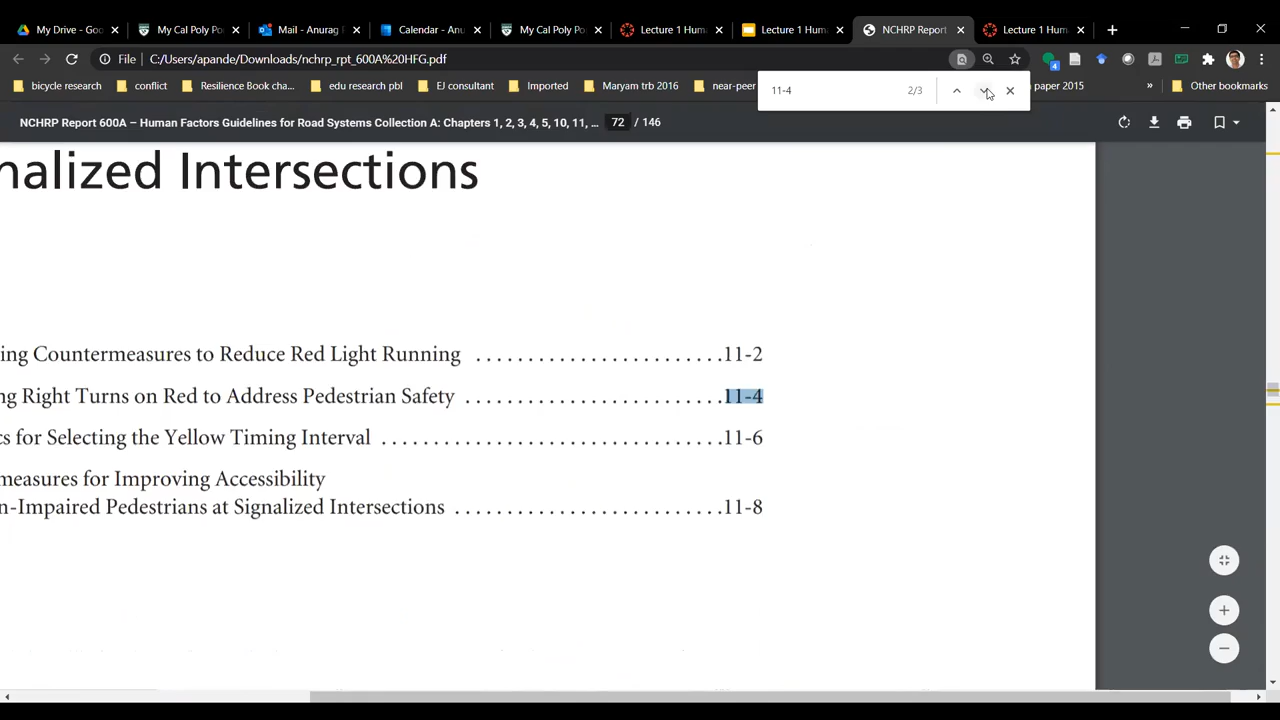 My Drive - Goo
My Cal Poly Po
Mail - Anurag
Calendar - Anu
My Cal Poly Po
Lecture 1 Hum
Lecture 1 Hum
NCHRP Report
Lecture 1 Hum
File
C:/Users/apande/Downloads/nchrp_rpt_600A%20HFG.pdf
4
bicycle research
conflict
Resilience Book cha...
edu research pbl
EJ consultant
Imported
Maryam trb 2016
near-peer
paper 2015
»
Other bookmarks
11-4
2/3
NCHRP Report 600A – Human Factors Guidelines for Road Systems Collection A: Chapters 1, 2, 3, 4, 5, 10, 11, ...
72 / 146
nalized Intersections
ing Countermeasures to Reduce Red Light Running ........................11-2
ng Right Turns on Red to Address Pedestrian Safety .........................11-4
cs for Selecting the Yellow Timing Interval .................................11-6
measures for Improving Accessibility
n-Impaired Pedestrians at Signalized Intersections ..........................11-8